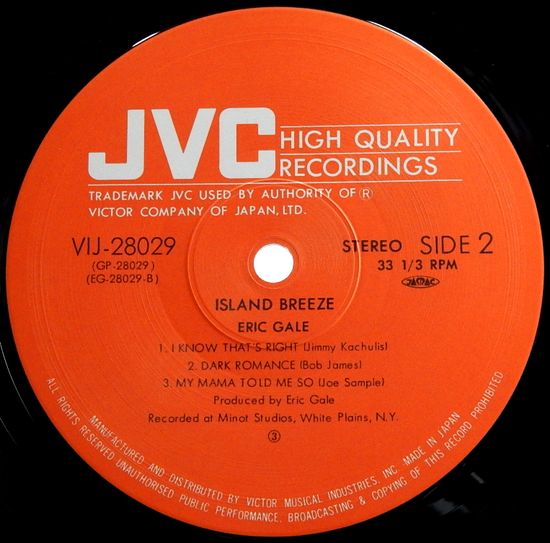 JVC HIGH QUALITY
RECORDINGS
TRADEMARK JVC USED BY AUTHORITY OF Ⓡ
VICTOR COMPANY OF JAPAN, LTD.
VIJ-28029
(GP-28029)
(EG-28029-B)
STEREO SIDE 2
33 1/3 RPM
JASRAC
ISLAND BREEZE
ERIC GALE
1. I KNOW THAT'S RIGHT (Jimmy Kachulis)
2. DARK ROMANCE (Bob James)
3. MY MAMA TOLD ME SO (Joe Sample)
Produced by Eric Gale
Recorded at Minot Studios, White Plains, N.Y.
③
MANUFACTURED AND DISTRIBUTED BY VICTOR MUSICAL INDUSTRIES, INC. MADE IN JAPAN
ALL RIGHTS RESERVED UNAUTHORISED PUBLIC PERFORMANCE, BROADCASTING & COPYING OF THIS RECORD PROHIBITED